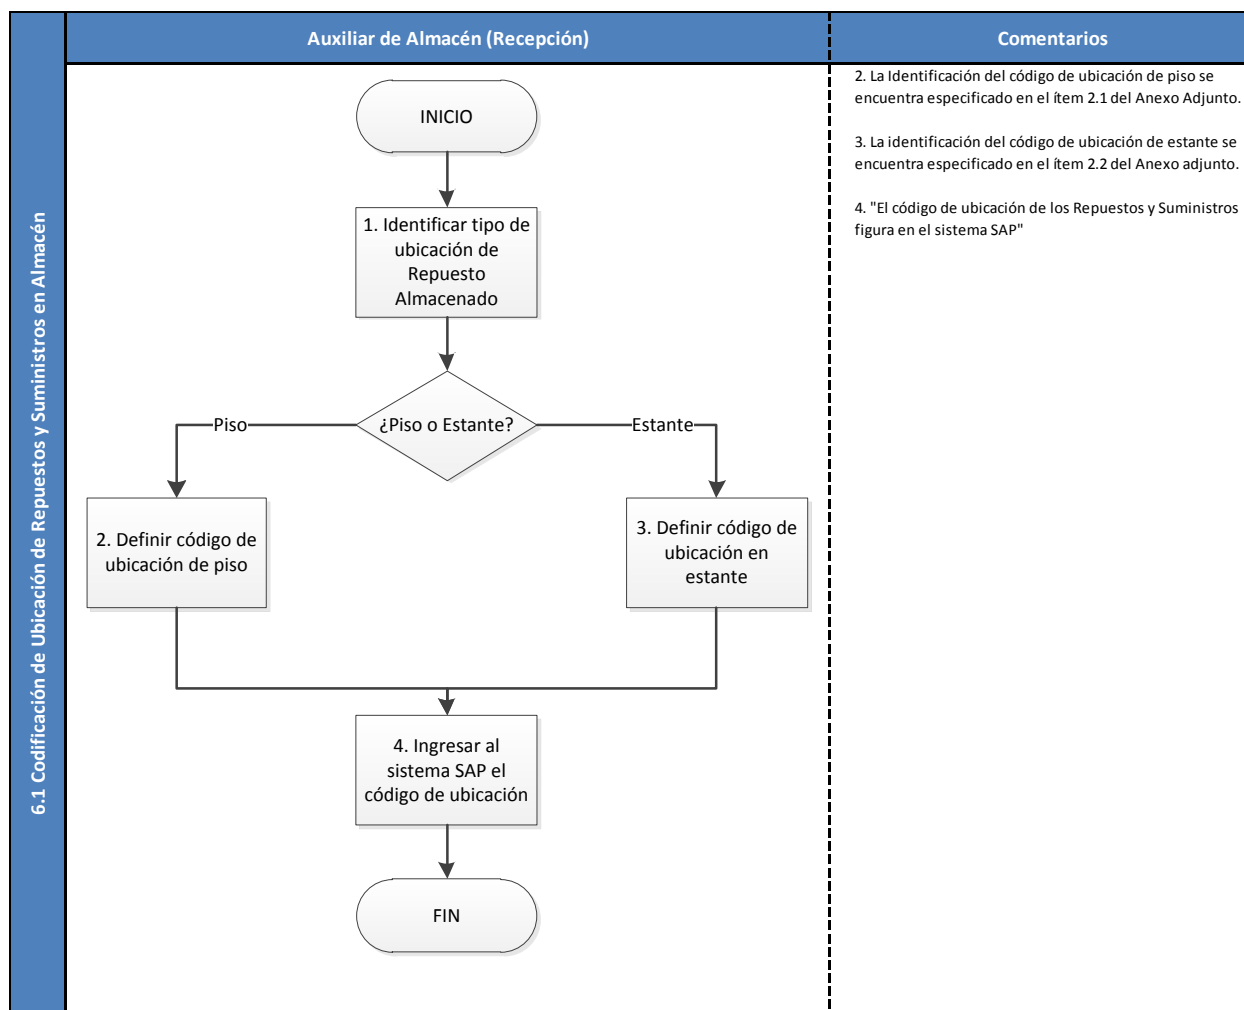 6.1 Codificación de Ubicación de Repuestos y Suministros en Almacén
Auxiliar de Almacén (Recepción)
Comentarios
INICIO
1. Identificar tipo de
ubicación de
Repuesto
Almacenado
¿Piso o Estante?
Piso
Estante
2. Definir código de
ubicación de piso
3. Definir código de
ubicación en
estante
4. Ingresar al
sistema SAP el
código de ubicación
FIN
2. La Identificación del código de ubicación de piso se
encuentra especificado en el ítem 2.1 del Anexo Adjunto.
3. La identificación del código de ubicación de estante se
encuentra especificado en el ítem 2.2 del Anexo adjunto.
4. "El código de ubicación de los Repuestos y Suministros
figura en el sistema SAP"